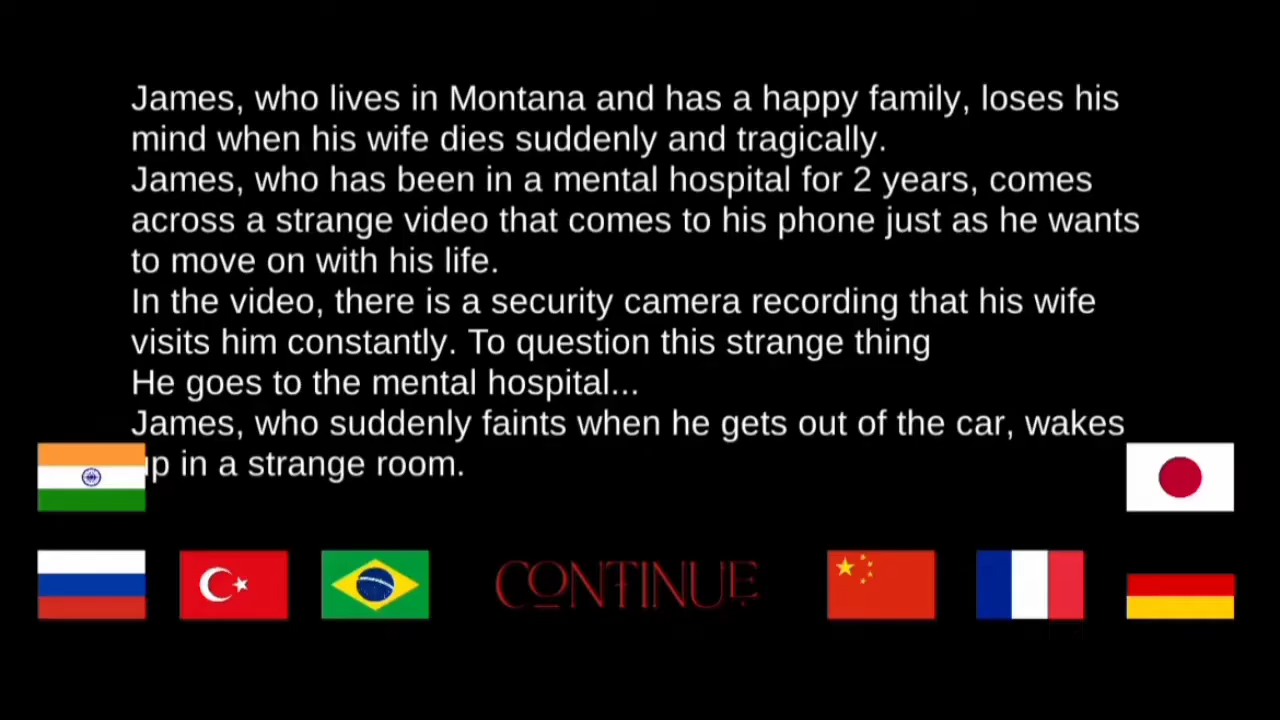 James, who lives in Montana and has a happy family, loses his
mind when his wife dies suddenly and tragically.
James, who has been in a mental hospital for 2 years, comes
across a strange video that comes to his phone just as he wants
to move on with his life.
In the video, there is a security camera recording that his wife
visits him constantly. To question this strange thing
He goes to the mental hospital...
James, who suddenly faints when he gets out of the car, wakes
up in a strange room.
CONTINUE